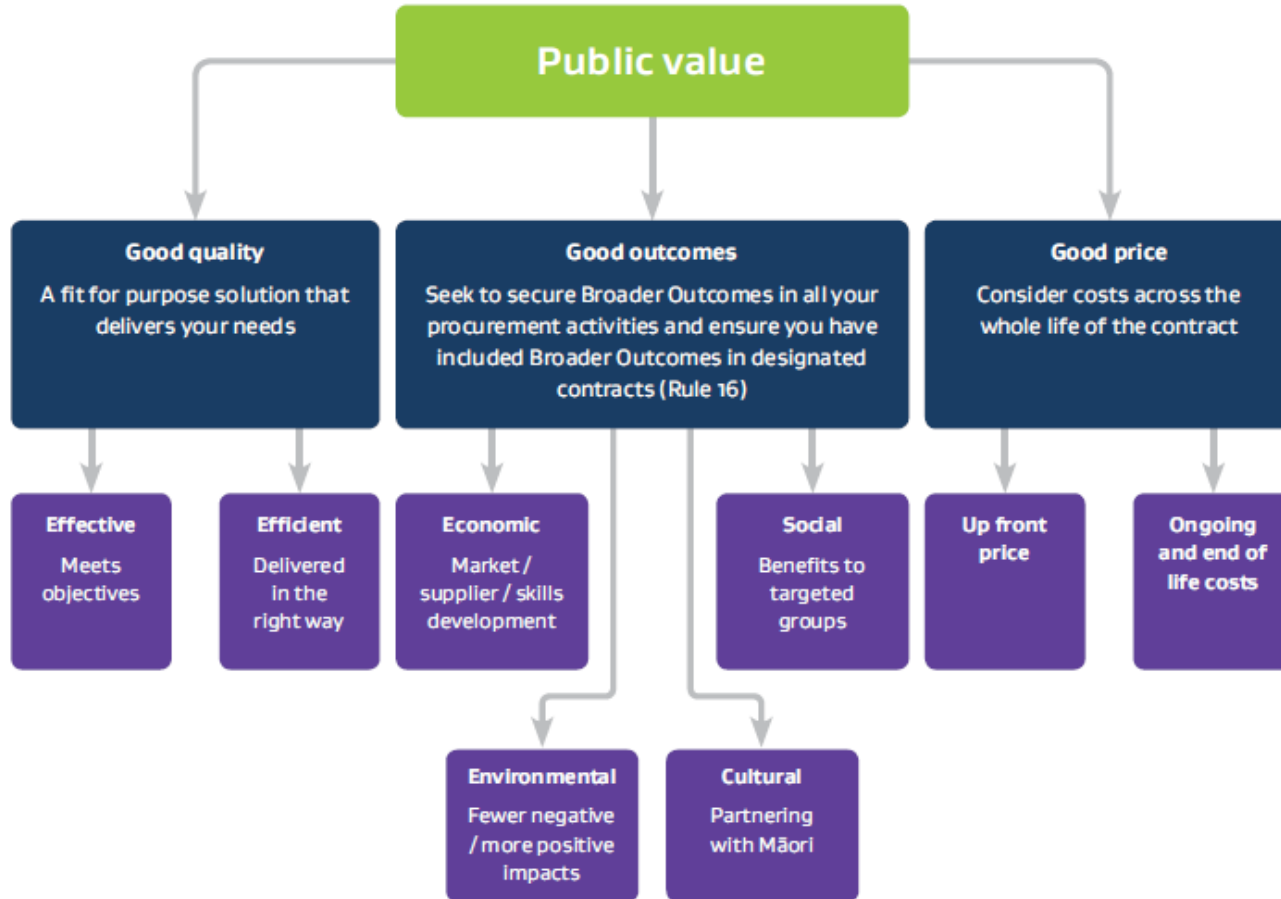 Public value
Good quality
A fit for purpose solution that
delivers your needs
Good outcomes
Seek to secure Broader Outcomes in all your
procurement activities and ensure you have
included Broader Outcomes in designated
contracts (Rule 16)
Good price
Consider costs across the
whole life of the contract
Effective
Meets
objectives
Efficient
Delivered
in the
right way
Economic
Market /
supplier / skills
development
Social
Benefits to
targeted
groups
Up front
price
Ongoing
and end of
life costs
Environmental
Fewer negative
/ more positive
impacts
Cultural
Partnering
with Māori